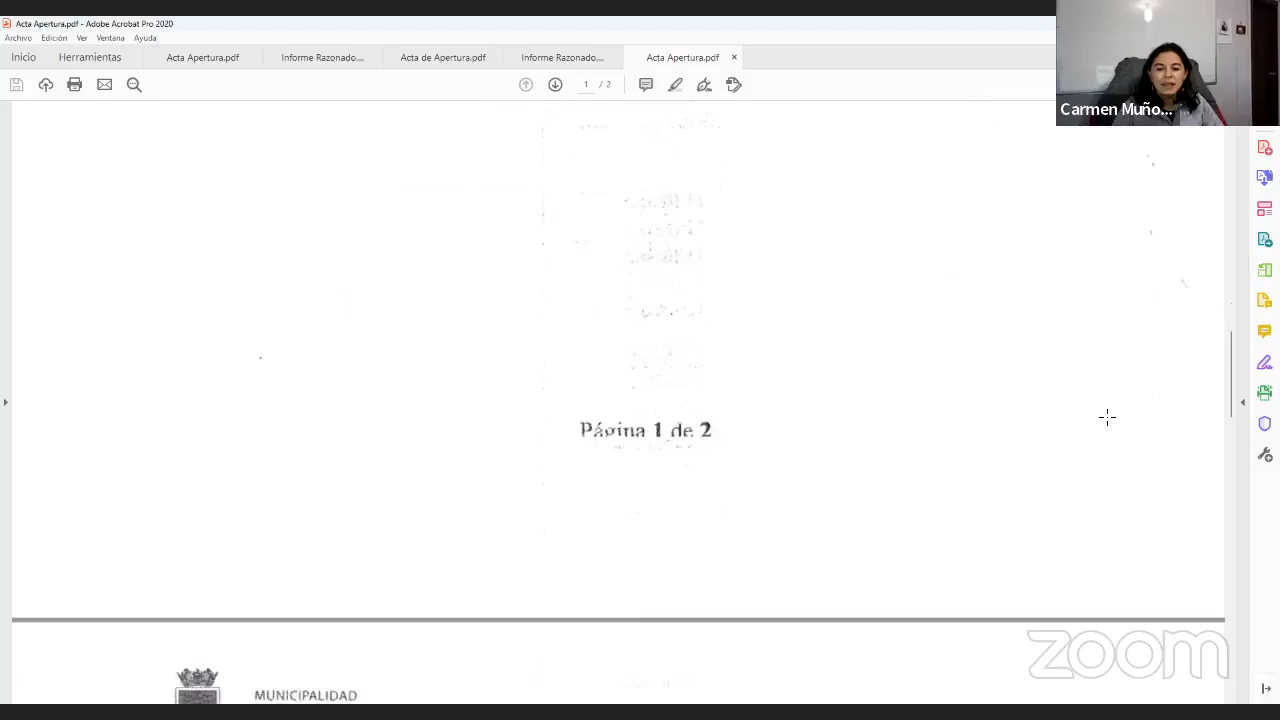 Acta Apertura.pdf - Adobe Acrobat Pro 2020
Archivo Edición Ver Ventana Ayuda
Inicio Herramientas Acta Apertura.pdf Informe Razonado... Acta de Apertura.pdf Informe Razonado... Acta Apertura.pdf ×
1 / 2
Carmen Muño...
Página 1 de 2
MUNICIPALIDAD
zoom